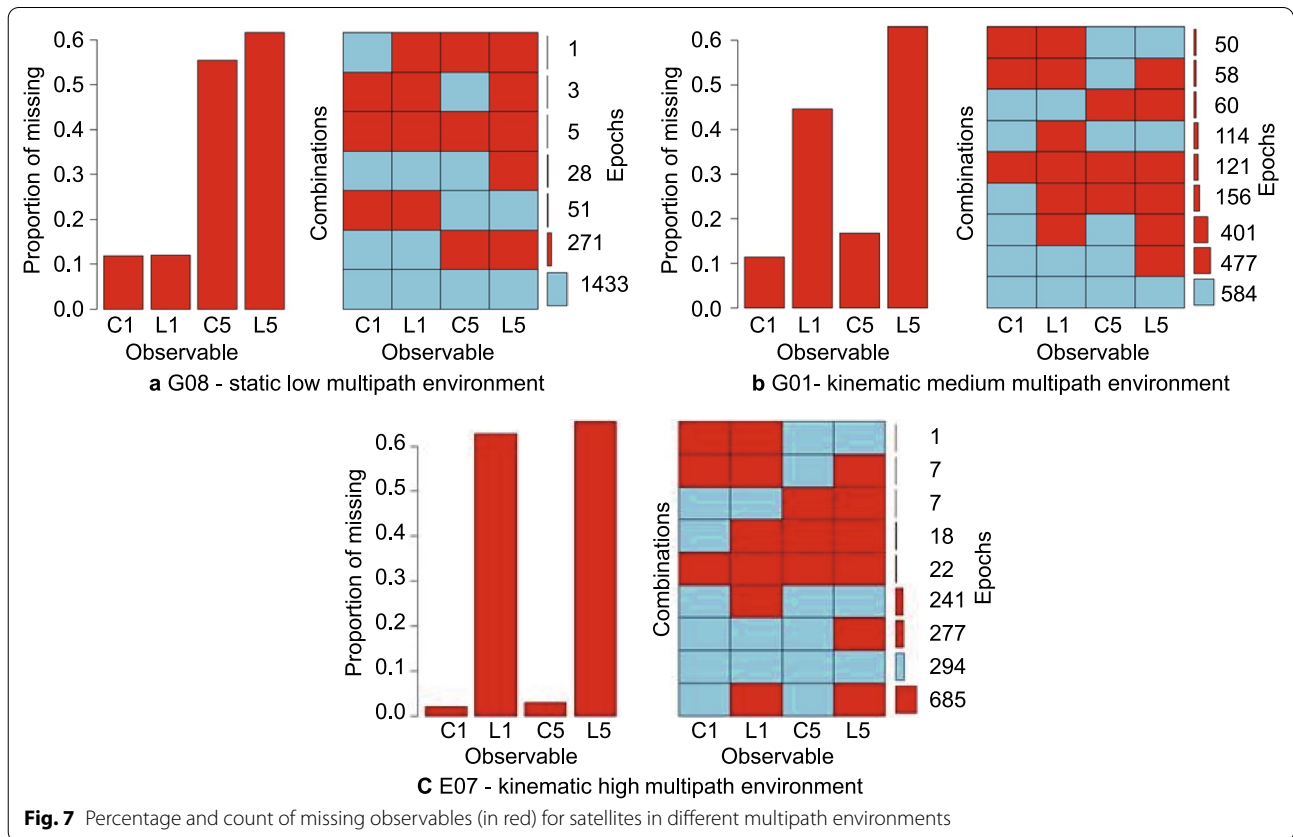 Proportion of missing
0.6
0.5
0.4
0.3
0.2
0.1
0.0
C1 L1 C5 L5
Observable
Combinations
1
3
5
28
51
271
1433
Epochs
C1 L1 C5 L5
Observable
a G08 - static low multipath environment
Proportion of missing
0.6
0.5
0.4
0.3
0.2
0.1
0.0
C1 L1 C5 L5
Observable
Combinations
50
58
60
114
121
156
401
477
584
Epochs
C1 L1 C5 L5
Observable
b G01- kinematic medium multipath environment
Proportion of missing
0.6
0.5
0.4
0.3
0.2
0.1
0.0
C1 L1 C5 L5
Observable
Combinations
1
7
7
18
22
241
277
294
685
Epochs
C1 L1 C5 L5
Observable
C E07 - kinematic high multipath environment
Fig. 7 Percentage and count of missing observables (in red) for satellites in different multipath environments